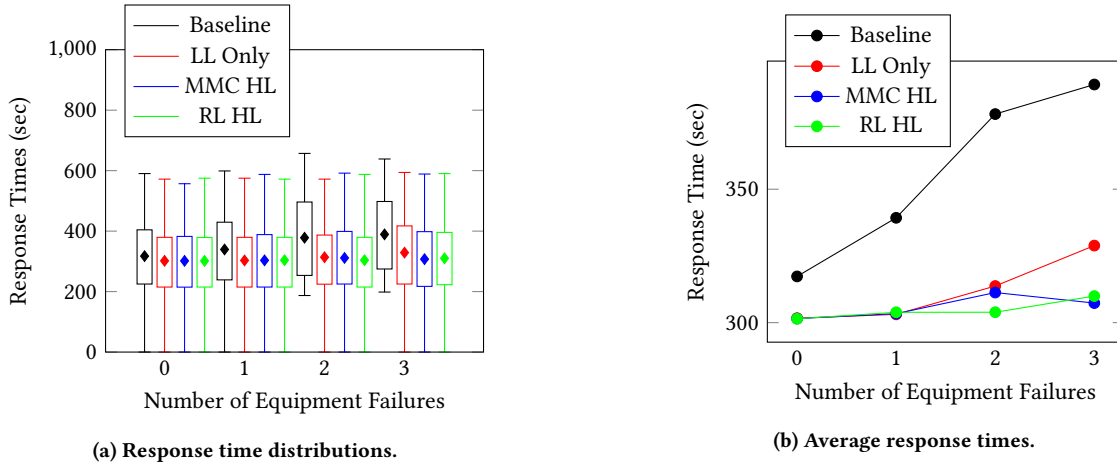 Baseline
LL Only
MMC HL
RL HL
1,000
800
600
400
200
0
Response Times (sec)
0 1 2 3
Number of Equipment Failures
(a) Response time distributions.
Baseline
LL Only
MMC HL
RL HL
350
300
Response Time (sec)
0 1 2 3
Number of Equipment Failures
(b) Average response times.